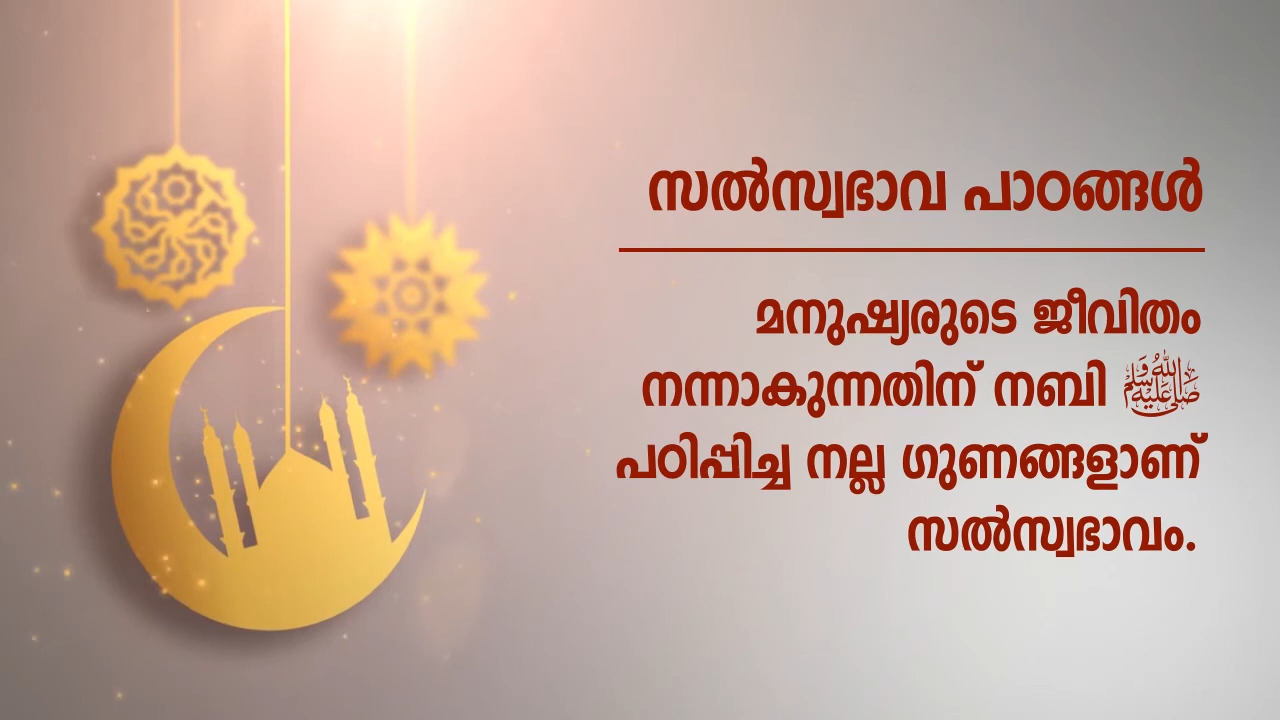 സൽസ്വഭാവ പാഠങ്ങൾ
മനുഷ്യരുടെ ജീവിതം
നന്നാകുന്നതിന് നബി ﷺ
പഠിപ്പിച്ച നല്ല ഗുണങ്ങളാണ്
സൽസ്വഭാവം.